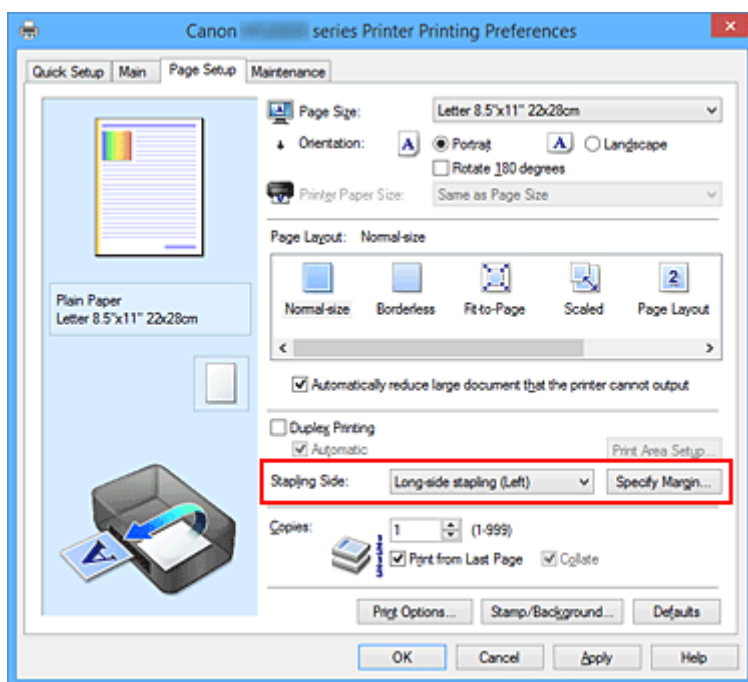 Canon series Printer Printing Preferences
Quick Setup Main Page Setup Maintenance
Page Size: Letter 8.5"x11" 22x28cm
Orientation: A Portrait A Landscape
Rotate 180 degrees
Printer Paper Size: Same as Page Size
Page Layout: Normal-size
2
Normal-size Borderless Fit-to-Page Scaled Page Layout
Plain Paper
Letter 8.5"x11" 22x28cm
Automatically reduce large document that the printer cannot output
Duplex Printing
Automatic Print Area Setup...
Stapling Side: Long-side stapling (Left) Specify Margin...
Copies: 1 (1-999)
Print from Last Page Collate
A
Print Options... Stamp/Background... Defaults
OK Cancel Apply Help